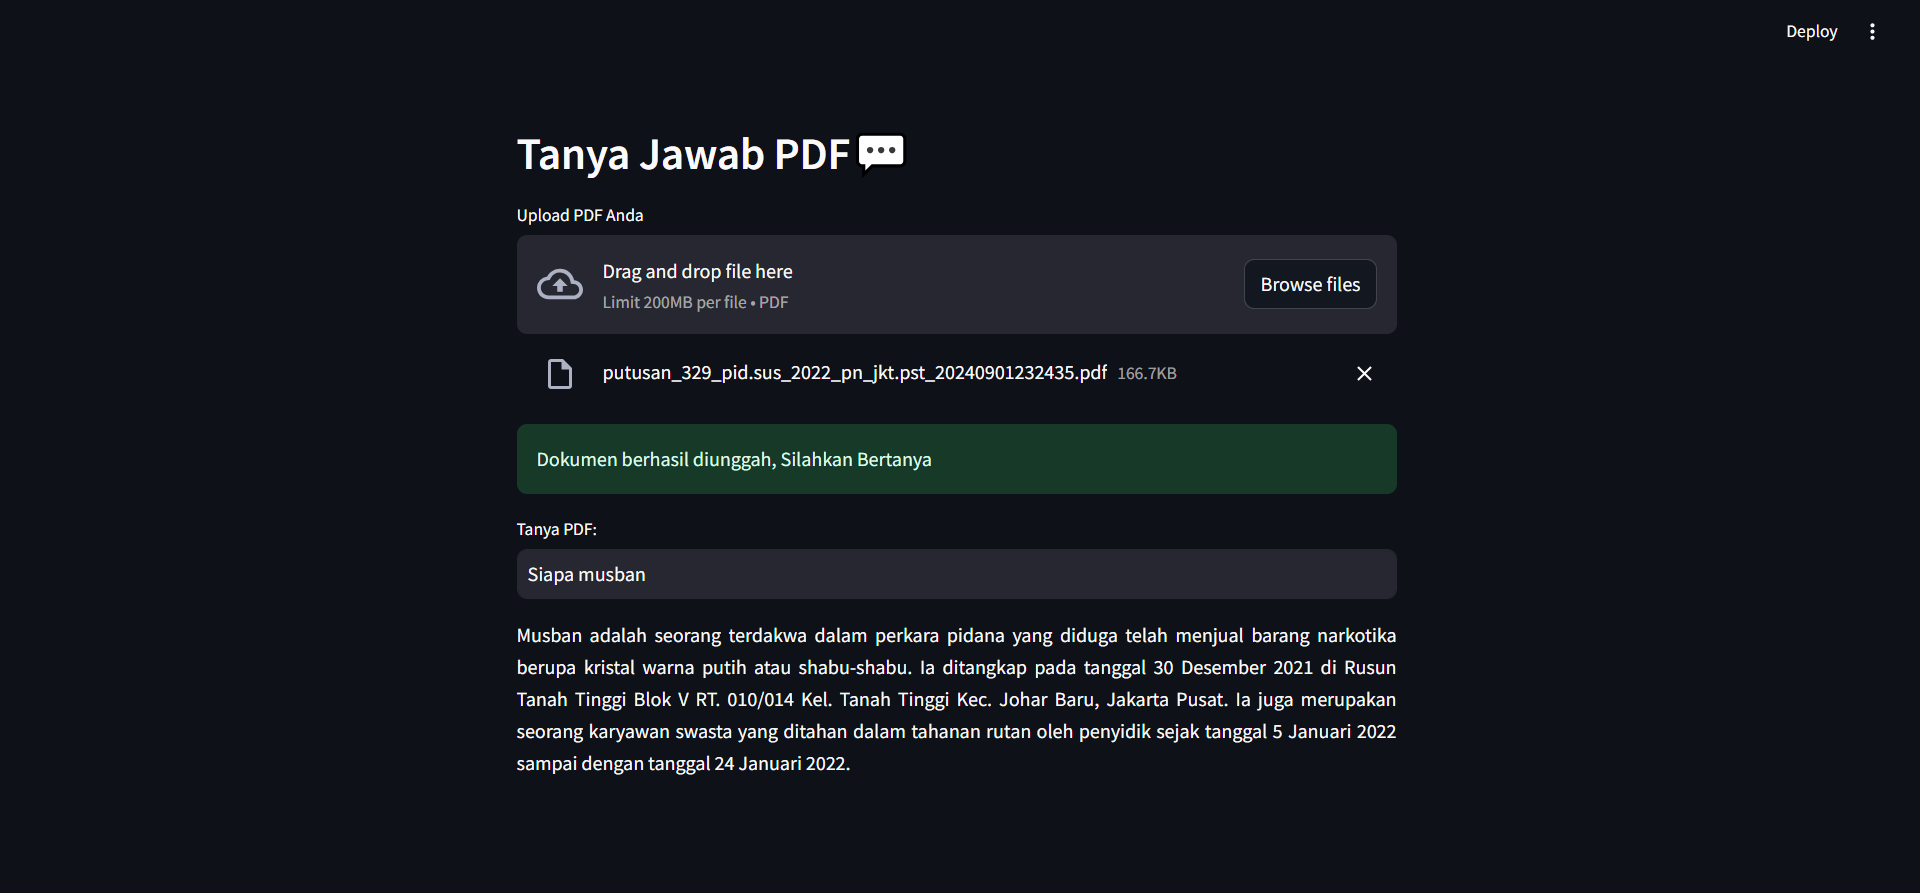 Deploy
Tanya Jawab PDF
Upload PDF Anda
Drag and drop file here
Limit 200MB per file • PDF
Browse files
putusan_329_pid.sus_2022_pn_jkt.pst_20240901232435.pdf 166.7KB
Dokumen berhasil diunggah, Silahkan Bertanya
Tanya PDF:
Siapa musban
Musban adalah seorang terdakwa dalam perkara pidana yang diduga telah menjual barang narkotika
berupa kristal warna putih atau shabu-shabu. Ia ditangkap pada tanggal 30 Desember 2021 di Rusun
Tanah Tinggi Blok V RT. 010/014 Kel. Tanah Tinggi Kec. Johar Baru, Jakarta Pusat. Ia juga merupakan
seorang karyawan swasta yang ditahan dalam tahanan rutan oleh penyidik sejak tanggal 5 Januari 2022
sampai dengan tanggal 24 Januari 2022.